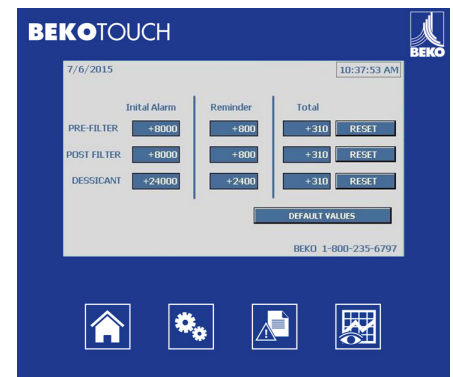 BEKOTOUCH
BEKO
7/6/2015 10:37:53 AM
Inital Alarm Reminder Total
PRE-FILTER +8000 +800 +310 RESET
POST FILTER +8000 +800 +310 RESET
DESSICANT +24000 +2400 +310 RESET
DEFAULT VALUES
BEKO 1-800-235-6797